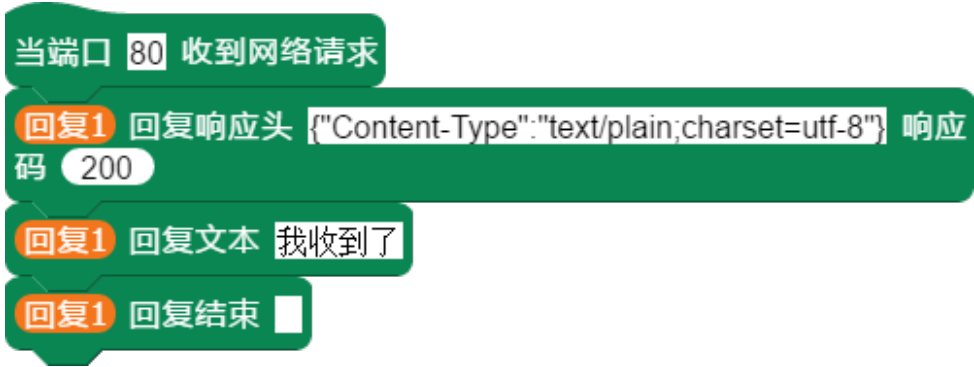 当端口 80 收到网络请求
回复1 回复响应头 {"Content-Type":"text/plain;charset=utf-8"} 响应
码 200
回复1 回复文本 我收到了
回复1 回复结束